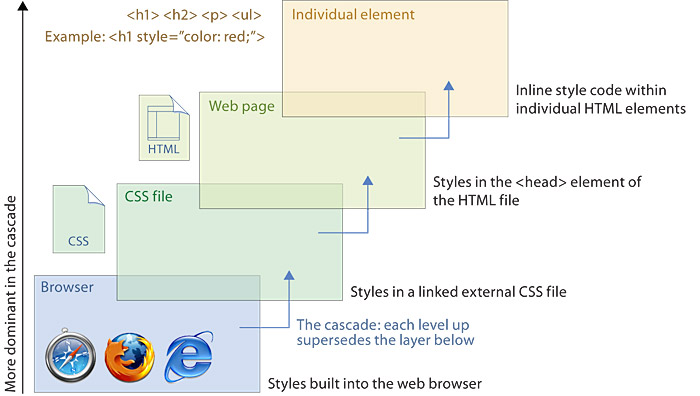 <h1> <h2> <p> <ul>
Example: <h1 style=”color: red;”>
Individual element
Inline style code within
individual HTML elements
Web page
HTML
Styles in the <head> element of
the HTML file
CSS file
CSS
Styles in a linked external CSS file
Browser
The cascade: each level up
supersedes the layer below
Styles built into the web browser
More dominant in the cascade